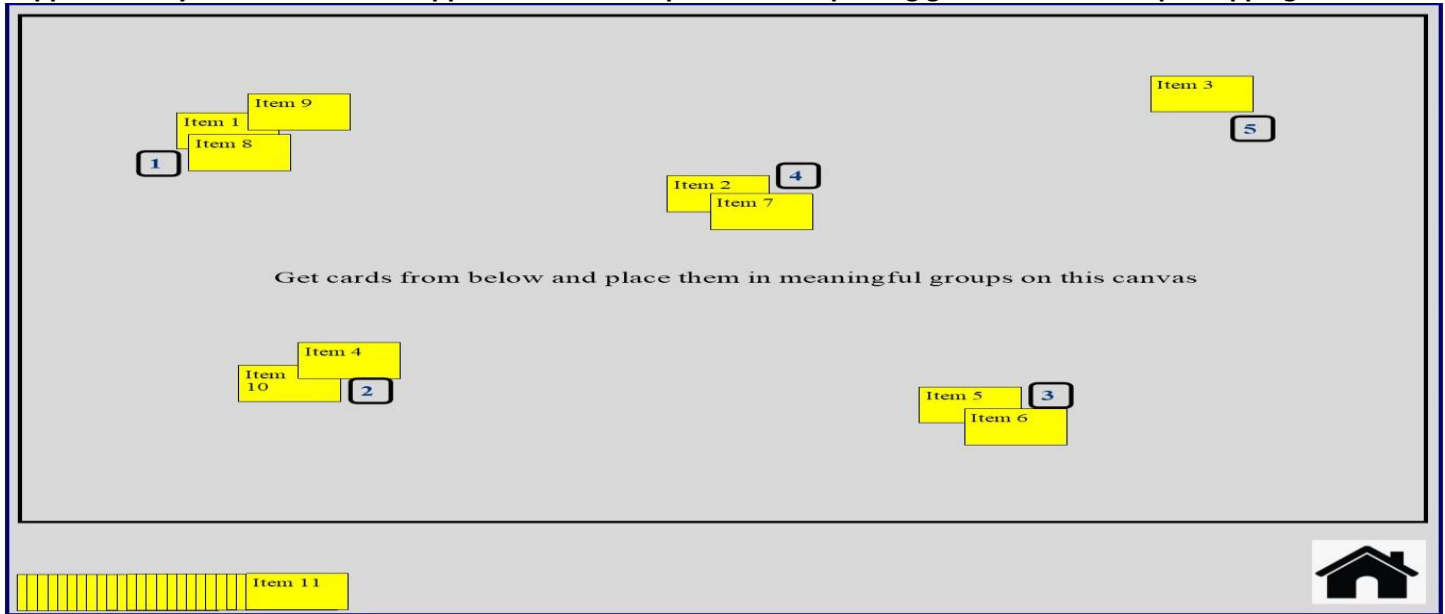 Item 9
Item 3
Item 1
5
Item 8
1
4
Item 2
Item 7
Get cards from below and place them in meaningful groups on this canvas
Item 4
Item
10
2
Item 5
3
Item 6
Item 11